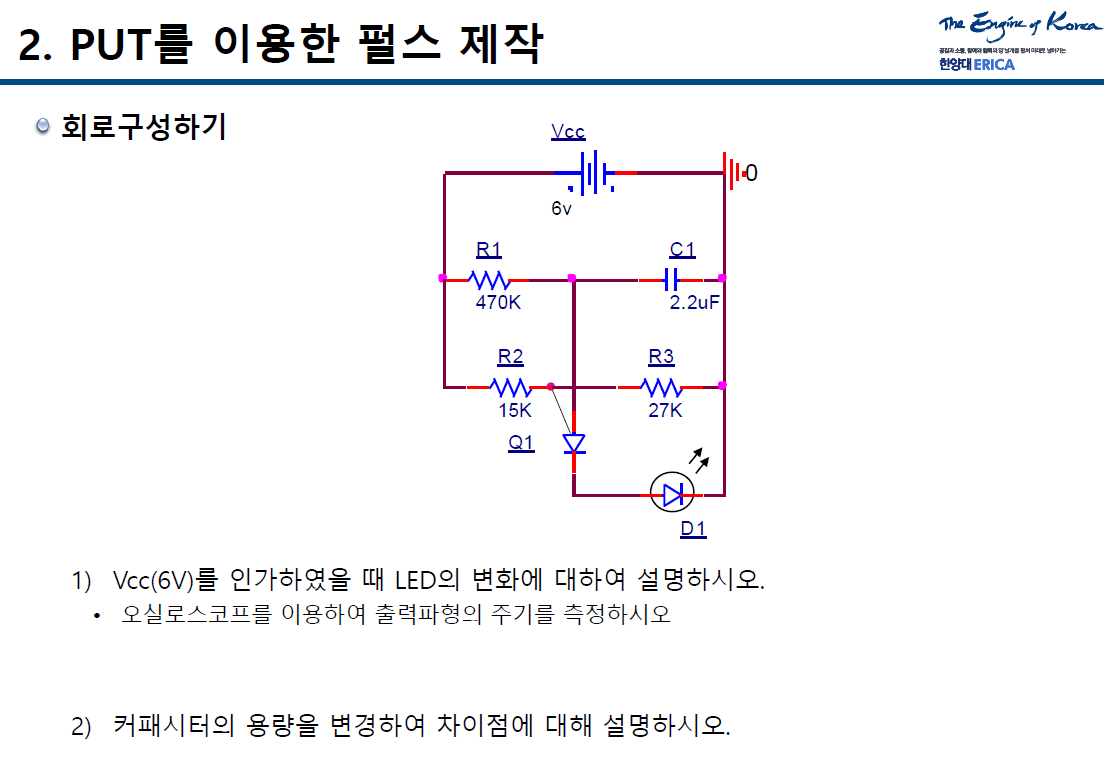 2. PUT를 이용한 펄스 제작
The Engine of Korea
한양대 ERICA
회로구성하기
Vcc
6v
0
R1
470K
C1
2.2uF
R2
15K
R3
27K
Q1
D1
1) Vcc(6V)를 인가하였을 때 LED의 변화에 대하여 설명하시오.
• 오실로스코프를 이용하여 출력파형의 주기를 측정하시오
2) 커패시터의 용량을 변경하여 차이점에 대해 설명하시오.